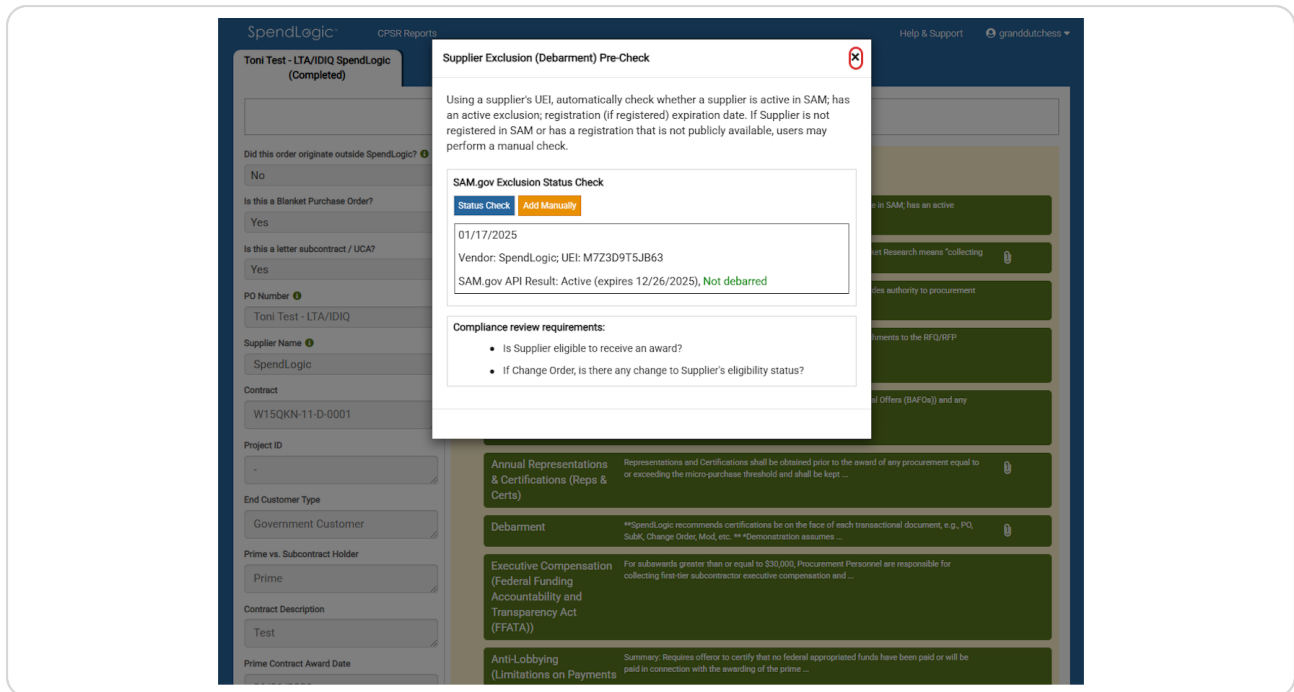 SpendLogic
CPSR Reports
Help & Support
granddutchess
Toni Test - LTA/IDIQ SpendLogic
(Completed)
Supplier Exclusion (Debarment) Pre-Check
Using a supplier's UEI, automatically check whether a supplier is active in SAM; has
an active exclusion; registration (if registered) expiration date. If Supplier is not
registered in SAM or has a registration that is not publicly available, users may
perform a manual check.
SAM.gov Exclusion Status Check
Status Check
Add Manually
01/17/2025
Vendor: SpendLogic; UEI: M7Z3D9T5JB63
SAM.gov API Result: Active (expires 12/26/2025), Not debarred
Compliance review requirements:
• Is Supplier eligible to receive an award?
• If Change Order, is there any change to Supplier's eligibility status?
Did this order originate outside SpendLogic?
No
Is this a Blanket Purchase Order?
Yes
Is this a letter subcontract / UCA?
Yes
PO Number
Toni Test - LTA/IDIQ
Supplier Name
SpendLogic
Contract
W15QKN-11-D-0001
Project ID
-
End Customer Type
Government Customer
Prime vs. Subcontract Holder
Prime
Contract Description
Test
Prime Contract Award Date
e in SAM; has an active
et Research means "collecting
des authority to procurement
hments to the RFQ/RFP
al Offers (BAFOs)) and any
Annual Representations
& Certifications (Reps &
Certs)
Representations and Certifications shall be obtained prior to the award of any procurement equal to
or exceeding the micro-purchase threshold and shall be kept ...
Debarment
**SpendLogic recommends certifications be on the face of each transactional document, e.g., PO,
SubK, Change Order, Mod, etc. ** *Demonstration assumes ...
Executive Compensation
(Federal Funding
Accountability and
Transparency Act
(FFATA))
For subawards greater than or equal to $30,000, Procurement Personnel are responsible for
collecting first-tier subcontractor executive compensation and ...
Anti-Lobbying
(Limitations on Payments
Summary: Requires offeror to certify that no federal appropriated funds have been paid or will be
paid in connection with the awarding of the prime ...